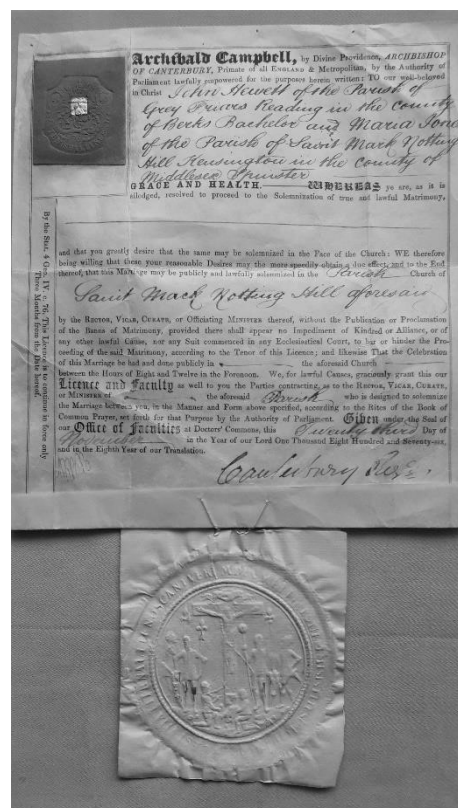 Archibald Campbell, by Divine Providence, ARCHBISHOP
OF CANTERBURY, Primate of all ENGLAND & Metropolitan, by the Authority of
Parliament lawfully impowered for the purposes herein written: TO our well-beloved
in Christ John Hewett of the Parish of
Grey Friars Reading in the county
of Berks Bachelor and Maria Jone
of the Parish of Saint Mark Notting
Hill Kensington in the county of
Middlesex Spinster
GRACE AND HEALTH. WHEREAS ye are, as it is
alledged, resolved to proceed to the Solemnization of true and lawful Matrimony,
and that you greatly desire that the same may be solemnized in the Face of the Church: WE therefore
being willing that these your reasonable Desires may the more speedily obtain a due effect, and to the End
thereof, that this Marriage may be publicly and lawfully solemnized in the Parish Church of
Saint Mark Notting Hill aforesaid
by the RECTOR, VICAR, CURATE, or Officiating MINISTER thereof, without the Publication or Proclamation
of the Banns of Matrimony, provided there shall appear no Impediment of Kindred or Alliance, or of
any other lawful Cause, nor any Suit commenced in any Ecclesiastical Court, to bar or hinder the Pro-
ceeding of the said Matrimony, according to the Tenor of this Licence; and likewise That the Celebration
of this Marriage be had and done publicly in the aforesaid Church
between the Hours of Eight and Twelve in the Forenoon. We, for lawful Causes, graciously grant this our
Licence and Faculty as well to you the Parties contracting, as to the RECTOR, VICAR, CURATE,
or MINISTER of the aforesaid Parish who is designed to solemnize
the Marriage between you, in the Manner and Form above specified, according to the Rites of the Book of
Common Prayer, set forth for that Purpose by the Authority of Parliament. Given under the Seal of
our Office of Faculties at Doctors' Commons, this Twenty third Day of
November in the Year of our Lord One Thousand Eight Hundred and Seventy-six,
and in the Eighth Year of our Translation.
By the Stat. 4 Geo. IV. c. 76. This Licence is to continue in force only
Three Months from the Date hereof.